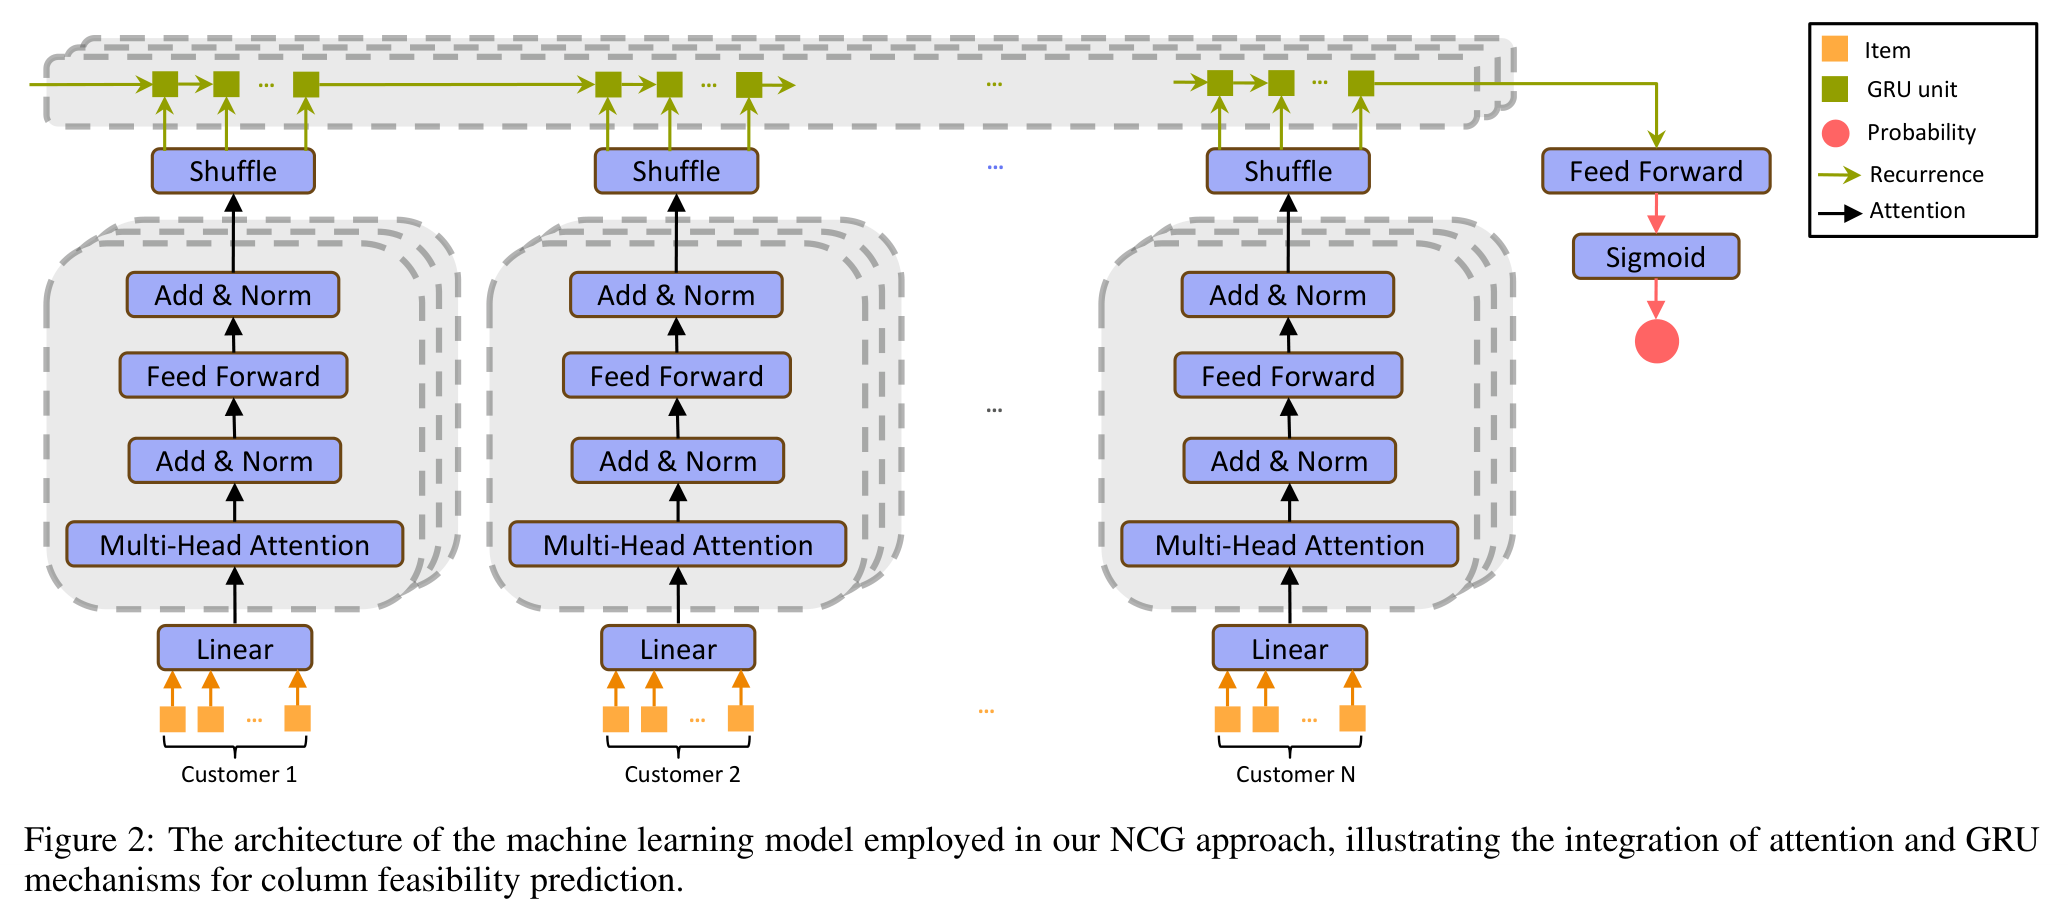 Item
GRU unit
Probability
Recurrence
Attention
... ... ... ...
Shuffle Shuffle ... Shuffle Feed Forward
Sigmoid
Add & Norm Add & Norm Add & Norm
Feed Forward Feed Forward Feed Forward
...
Add & Norm Add & Norm Add & Norm
Multi-Head Attention Multi-Head Attention Multi-Head Attention
Linear Linear Linear
... ... ... ...
Customer 1 Customer 2 Customer N
Figure 2: The architecture of the machine learning model employed in our NCG approach, illustrating the integration of attention and GRU
mechanisms for column feasibility prediction.